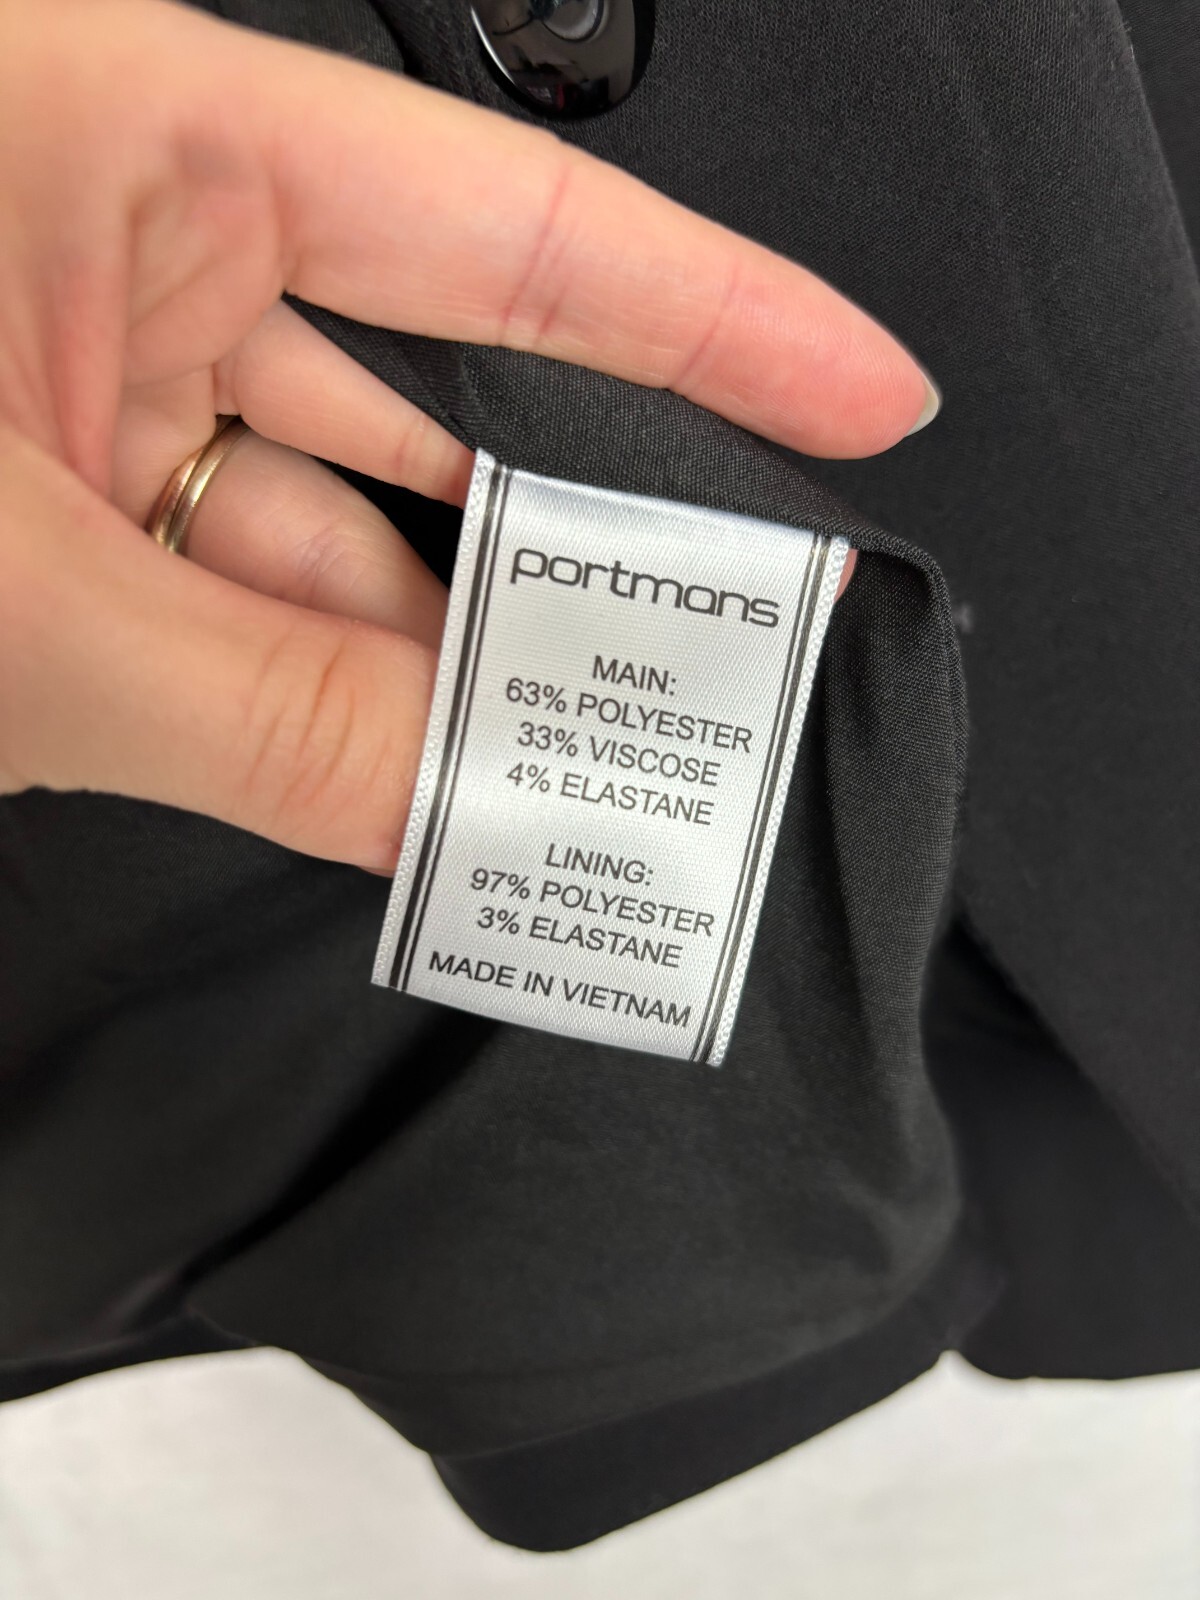 portmans
MAIN:
63% POLYESTER
33% VISCOSE
4% ELASTANE
LINING:
97% POLYESTER
3% ELASTANE
MADE IN VIETNAM